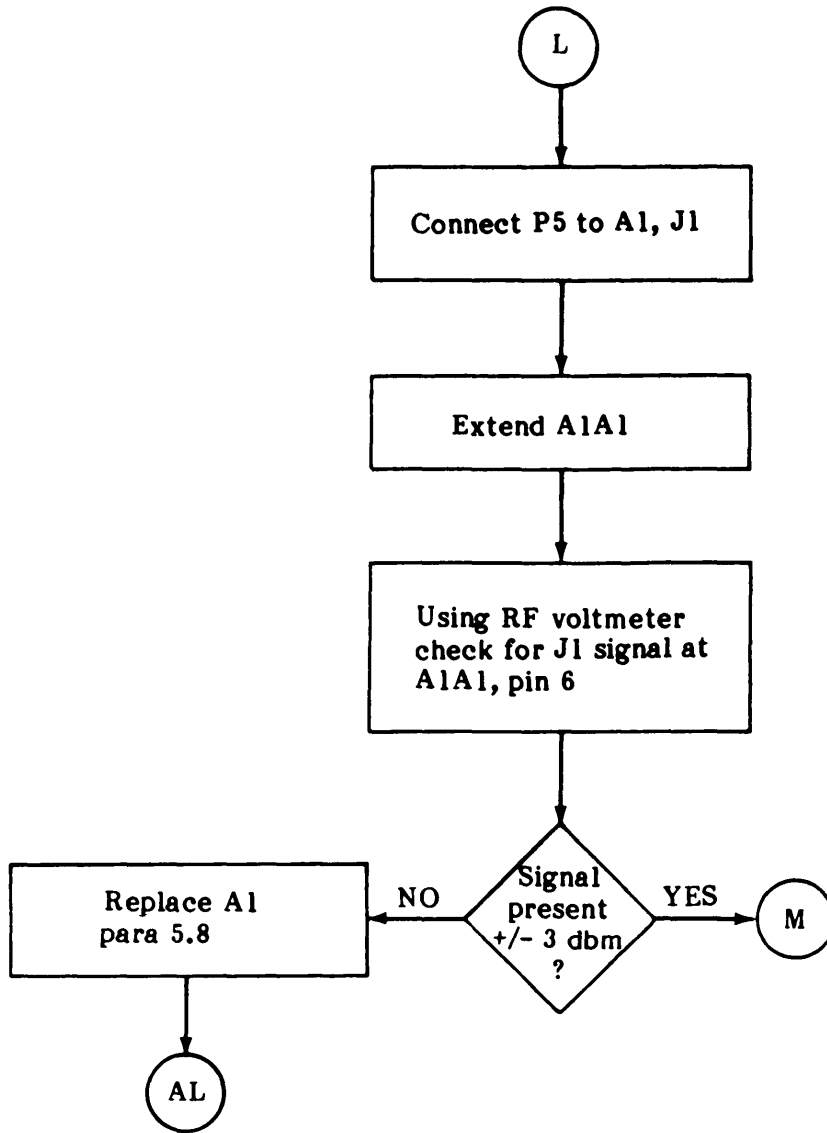 L
Connect P5 to A1, J1
Extend A1A1
Using RF voltmeter
check for J1 signal at
A1A1, pin 6
Signal
present
+/- 3 dbm
?
NO
YES
Replace A1
para 5.8
M
AL